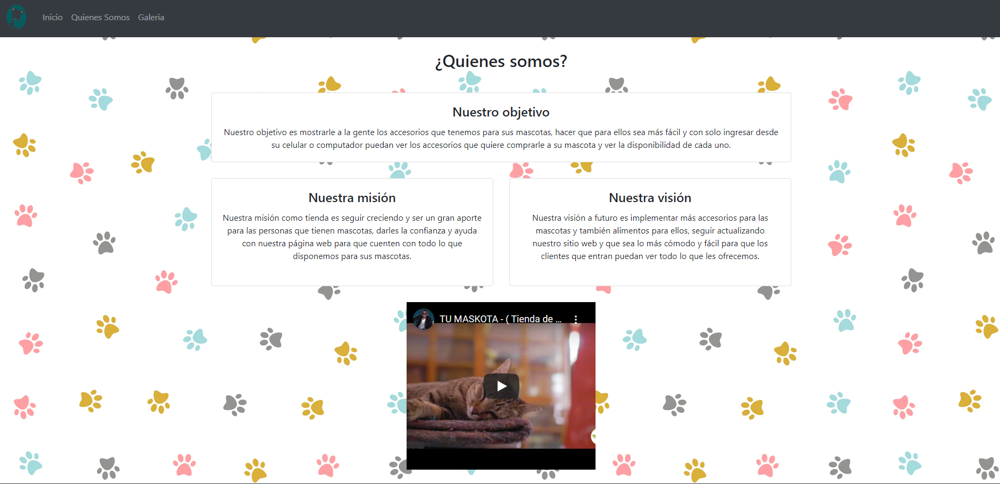 Inicio Quienes Somos Galeria
¿Quienes somos?
Nuestro objetivo
Nuestro objetivo es mostrarle a la gente los accesorios que tenemos para sus mascotas, hacer que para ellos sea más fácil y con solo ingresar desde
su celular o computador puedan ver los accesorios que quiere comprarle a su mascota y ver la disponibilidad de cada uno.
Nuestra misión
Nuestra misión como tienda es seguir creciendo y ser un gran aporte
para las personas que tienen mascotas, darles la confianza y ayuda
con nuestra página web para que cuenten con todo lo que
disponemos para sus mascotas.
Nuestra visión
Nuestra visión a futuro es implementar más accesorios para las
mascotas y también alimentos para ellos, seguir actualizando
nuestro sitio web y que sea lo más cómodo y fácil para que los
clientes que entran puedan ver todo lo que les ofrecemos.
TU MASKOTA - ( Tienda de ...